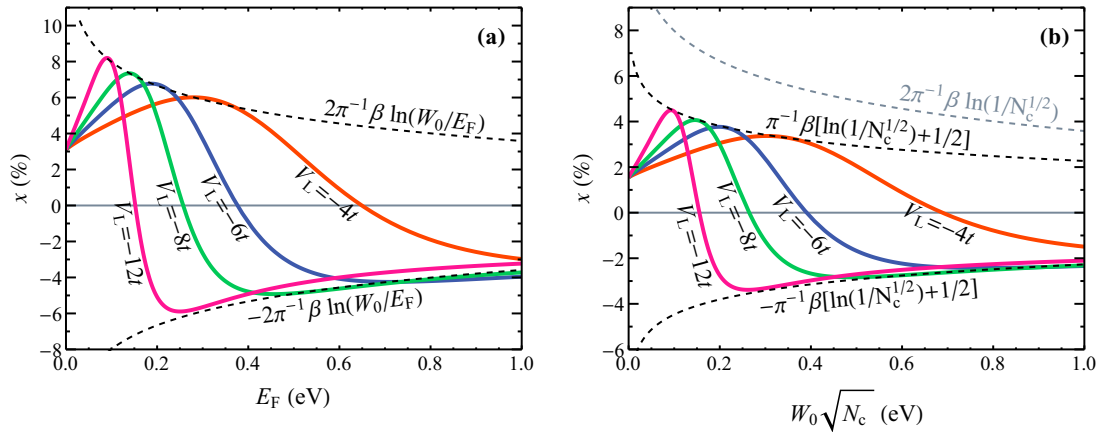 (a)
10
8
6
4
2
0
−2
−4
−6
−8
x (%)
2π⁻¹β ln(W₀/E_F)
V_L=−4t
V_L=−6t
V_L=−8t
V_L=−12t
−2π⁻¹β ln(W₀/E_F)
0.0 0.2 0.4 0.6 0.8 1.0
E_F (eV)
(b)
8
6
4
2
0
−2
−4
−6
x (%)
2π⁻¹β ln(1/N_c^{1/2})
π⁻¹β[ln(1/N_c^{1/2})+1/2]
V_L=−4t
V_L=−6t
V_L=−8t
V_L=−12t
−π⁻¹β[ln(1/N_c^{1/2})+1/2]
0.0 0.2 0.4 0.6 0.8 1.0
W₀√N_c (eV)